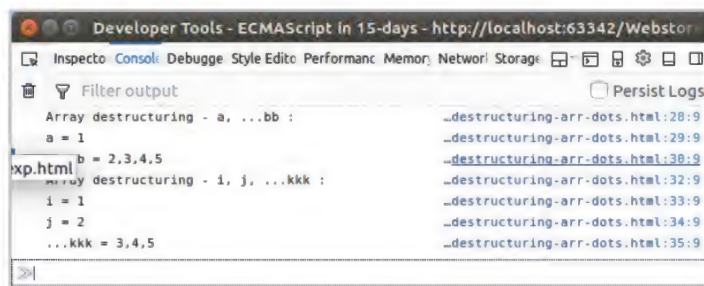 Developer Tools - ECMAScript in 15-days - http://localhost:63342/Webstor
Inspecto Console Debugge Style Edito Performanc Memor Networ Storage
Filter output Persist Logs
Array destructuring - a, ...bb : …destructuring-arr-dots.html:28:9
a = 1 …destructuring-arr-dots.html:29:9
b = 2,3,4,5 …destructuring-arr-dots.html:30:9
xp.html
Array destructuring - i, j, ...kkk : …destructuring-arr-dots.html:32:9
i = 1 …destructuring-arr-dots.html:33:9
j = 2 …destructuring-arr-dots.html:34:9
...kkk = 3,4,5 …destructuring-arr-dots.html:35:9